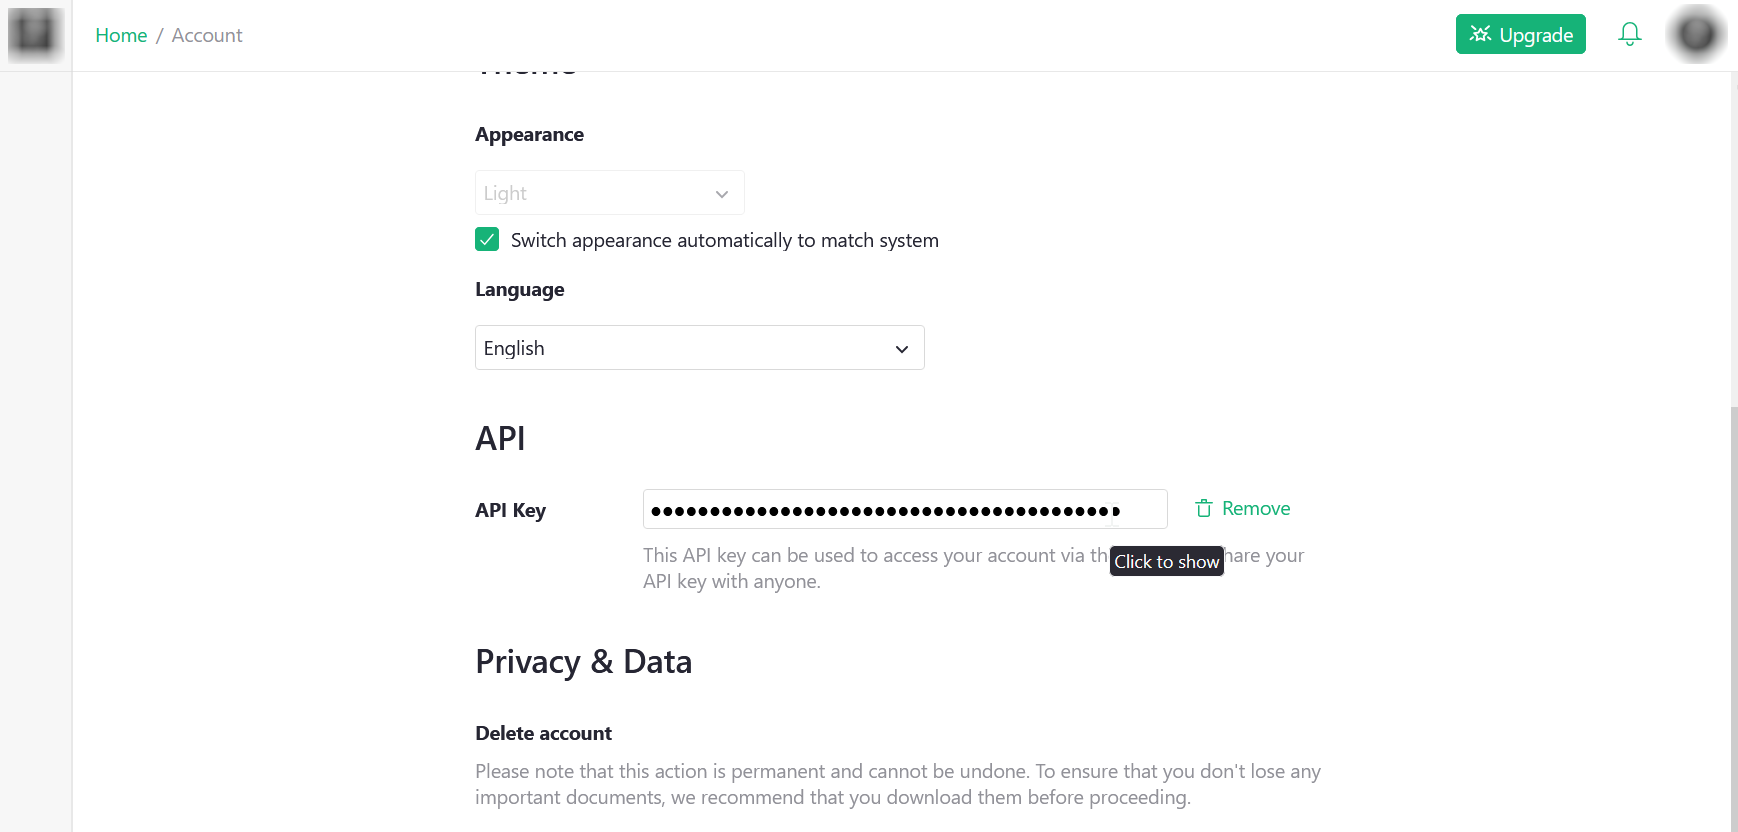 Home / Account
Upgrade
Appearance
Light
Switch appearance automatically to match system
Language
English
API
API Key
●●●●●●●●●●●●●●●●●●●●●●●●●●●●●●●●●●●●●●●●
Remove
This API key can be used to access your account via th
hare your
Click to show
API key with anyone.
Privacy & Data
Delete account
Please note that this action is permanent and cannot be undone. To ensure that you don't lose any
important documents, we recommend that you download them before proceeding.